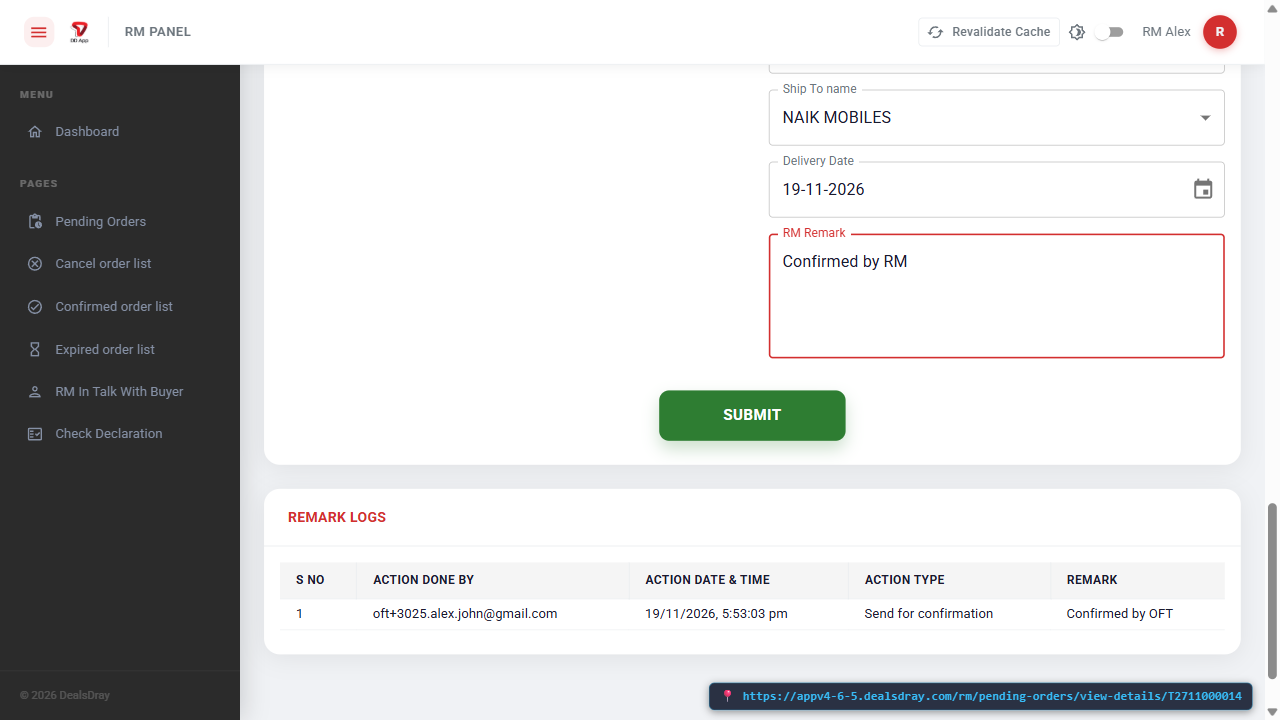 DD App
RM PANEL
Revalidate Cache
RM Alex
R
MENU
Dashboard
PAGES
Pending Orders
Cancel order list
Confirmed order list
Expired order list
RM In Talk With Buyer
Check Declaration
© 2026 DealsDray
Ship To name
NAIK MOBILES
Delivery Date
19-11-2026
RM Remark
Confirmed by RM
SUBMIT
REMARK LOGS
S NO ACTION DONE BY ACTION DATE & TIME ACTION TYPE REMARK
1 oft+3025.alex.john@gmail.com 19/11/2026, 5:53:03 pm Send for confirmation Confirmed by OFT
https://appv4-6-5.dealsdray.com/rm/pending-orders/view-details/T2711000014